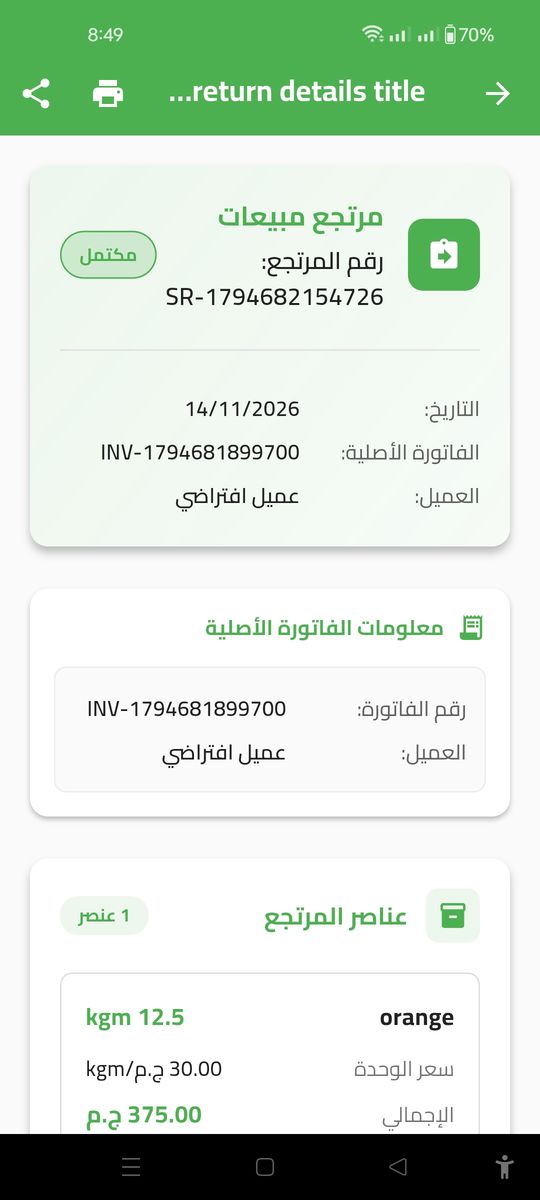 8:49
70%
return details title...
مرتجع مبيعات
رقم المرتجع:
SR-1794682154726
مكتمل
التاريخ: 14/11/2026
الفاتورة الأصلية: INV-1794681899700
العميل: عميل افتراضي
معلومات الفاتورة الأصلية
رقم الفاتورة: INV-1794681899700
العميل: عميل افتراضي
عناصر المرتجع
1 عنصر
orange
12.5 kgm
سعر الوحدة
30.00 ج.م/kgm
الإجمالي
375.00 ج.م